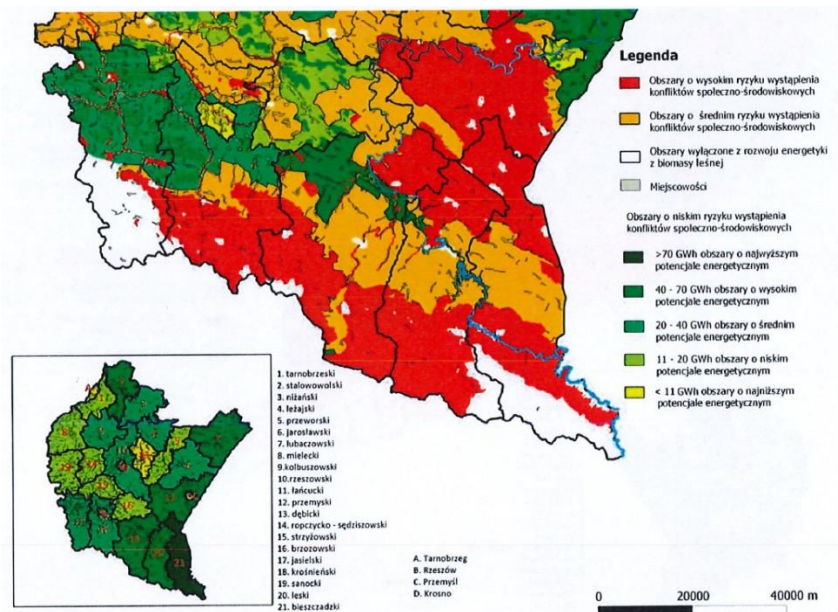 Legenda
Obszary o wysokim ryzyku wystąpienia
konfliktów społeczno-środowiskowych
Obszary o średnim ryzyku wystąpienia
konfliktów społeczno-środowiskowych
Obszary wyłączone z rozwoju energetyki
z biomasy leśnej
Miejscowości
Obszary o niskim ryzyku wystąpienia
konfliktów społeczno-środowiskowych
>70 GWh obszary o najwyższym
potencjale energetycznym
40 - 70 GWh obszary o wysokim
potencjale energetycznym
20 - 40 GWh obszary o średnim
potencjale energetycznym
11 - 20 GWh obszary o niskim
potencjale energetycznym
< 11 GWh obszary o najniższym
potencjale energetycznym
1. tarnobrzeski
2. stalowowolski
3. niżański
4. leżajski
5. przeworski
6. jarosławski
7. lubaczowski
8. mielecki
9.kolbuszowski
10.rzeszowski
11. łańcucki
12. przemyski
13. dębicki
14. ropczycko - sędziszowski
15. strzyżowski
16. brzozowski
17. jasielski
18. krośnieński
19. sanocki
20. leski
21. bieszczadzki
A. Tarnobrzeg
B. Rzeszów
C. Przemyśl
D. Krosno
0 20000 40000 m